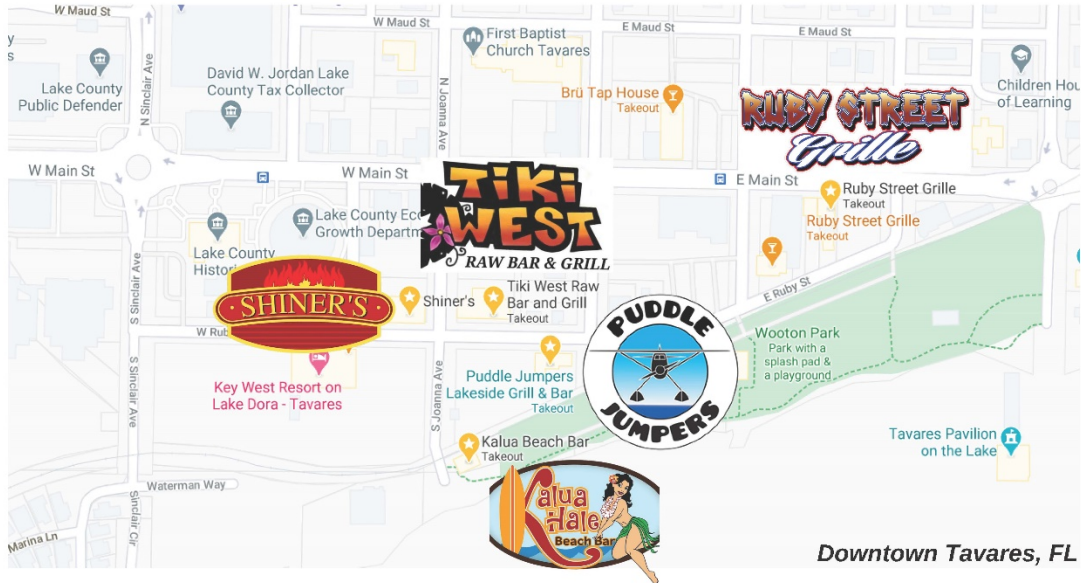 W Maud St
W Maud St
E Maud St
E Maud St
First Baptist
Church Tavares
N Sinclair Ave
Lake County
Public Defender
David W. Jordan Lake
County Tax Collector
N Joanna Ave
Brü Tap House
Takeout
RUBY STREET
Grille
Children Hou
of Learning
W Main St
W Main St
E Main St
TIKI
WEST
RAW BAR & GRILL
Ruby Street Grille
Takeout
Ruby Street Grille
Takeout
Lake County Eco
Growth Departm
Lake County
Historic
S Sinclair Ave
SHINER'S
Shiner's
Tiki West Raw
Bar and Grill
Takeout
E Ruby St
PUDDLE
JUMPERS
W Rub
Wooton Park
Park with a
splash pad &
a playground
Key West Resort on
Lake Dora - Tavares
S Sinclair Ave
S Joanna Ave
Puddle Jumpers
Lakeside Grill & Bar
Takeout
Kalua Beach Bar
Takeout
Tavares Pavilion
on the Lake
Waterman Way
Sinclair Cir
Marina Ln
Kalua
Hale
Beach Bar
Downtown Tavares, FL